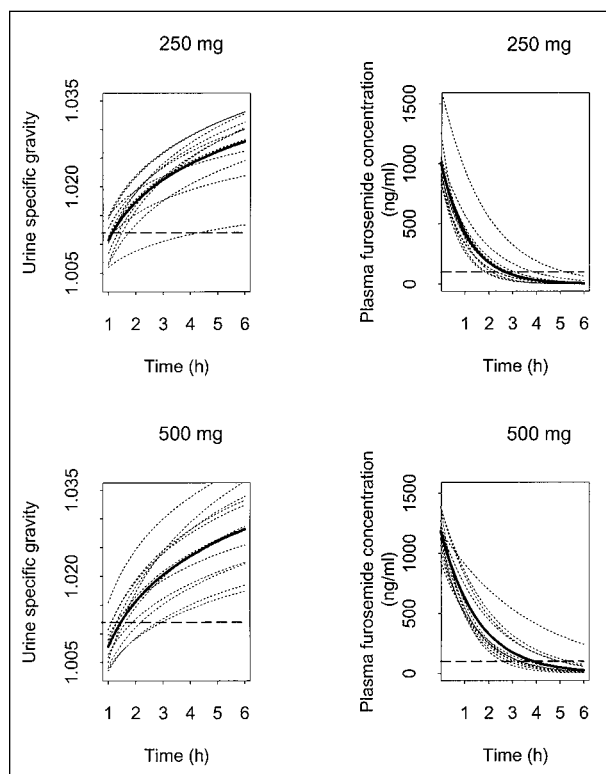 250 mg
Urine specific gravity
1.035
1.020
1.005
1 2 3 4 5 6
Time (h)
250 mg
Plasma furosemide concentration
(ng/ml)
1500
1000
500
0
1 2 3 4 5 6
Time (h)
500 mg
Urine specific gravity
1.035
1.020
1.005
1 2 3 4 5 6
Time (h)
500 mg
Plasma furosemide concentration
(ng/ml)
1500
1000
500
0
1 2 3 4 5 6
Time (h)